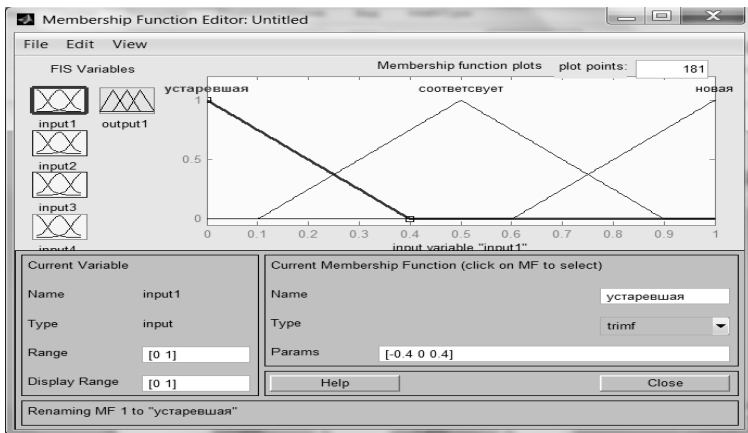 Membership Function Editor: Untitled
File Edit View
FIS Variables
Membership function plots plot points: 181
устаревшая соответсвует новая
input1 output1
input2
input3
input4
1
0.5
0
0 0.1 0.2 0.3 0.4 0.5 0.6 0.7 0.8 0.9 1
input variable "input1"
Current Variable
Name input1
Type input
Range [0 1]
Display Range [0 1]
Current Membership Function (click on MF to select)
Name устаревшая
Type trimf
Params [-0.4 0 0.4]
Help Close
Renaming MF 1 to "устаревшая"